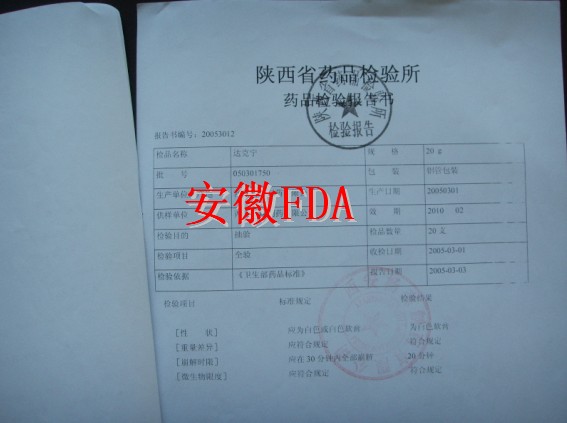 陕西省药品检验所
药品检验报告书
检验报告
报告书编号：20053012
检品名称 达克宁 规 格 20 g
批 号 050301750 包 装 铝管包装
生产单位 生产日期 20050301
安徽FDA
供样单位 效 期 2010 02
检验目的 抽验 检品数量 20 支
检验项目 全验 收检日期 2005-03-01
检验依据 《卫生部药品标准》 报告日期 2005-03-03
检验项目 标准规定 检验结果
[性 状] 应为白色或白色软膏 为白色软膏
[重量差异] 应符合规定 符合规定
[崩解时限] 应在 30 分钟内全部崩解 20 分钟
[微生物限度] 应符合规定 符合规定